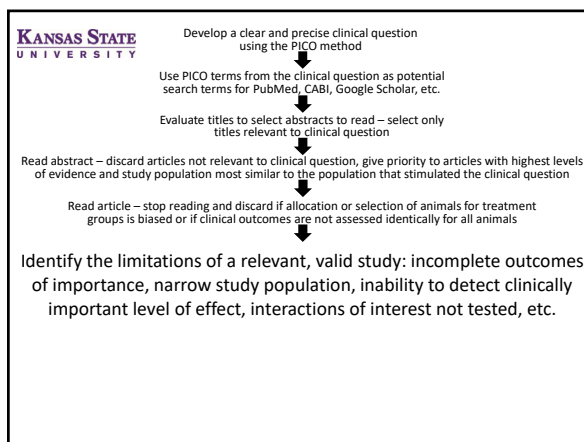 KANSAS STATE
UNIVERSITY
Develop a clear and precise clinical question
using the PICO method
Use PICO terms from the clinical question as potential
search terms for PubMed, CABI, Google Scholar, etc.
Evaluate titles to select abstracts to read – select only
titles relevant to clinical question
Read abstract – discard articles not relevant to clinical question, give priority to articles with highest levels
of evidence and study population most similar to the population that stimulated the clinical question
Read article – stop reading and discard if allocation or selection of animals for treatment
groups is biased or if clinical outcomes are not assessed identically for all animals
Identify the limitations of a relevant, valid study: incomplete outcomes
of importance, narrow study population, inability to detect clinically
important level of effect, interactions of interest not tested, etc.